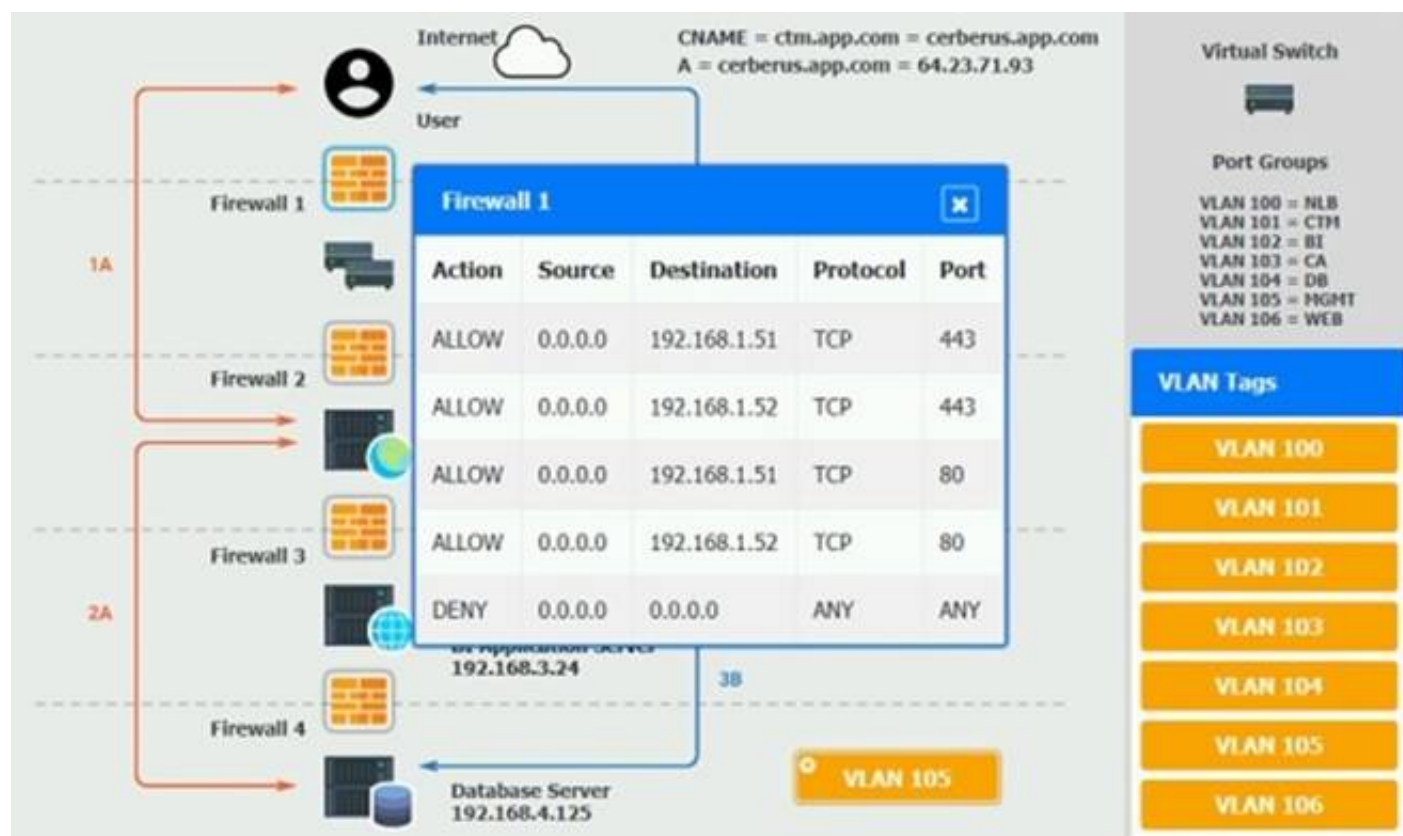 Internet
CNAME = ctm.app.com = cerberus.app.com
A = cerberus.app.com = 64.23.71.93
User
Firewall 1
1A
Firewall 2
Firewall 3
2A
Firewall 4
Firewall 1
Action Source Destination Protocol Port
ALLOW 0.0.0.0 192.168.1.51 TCP 443
ALLOW 0.0.0.0 192.168.1.52 TCP 443
ALLOW 0.0.0.0 192.168.1.51 TCP 80
ALLOW 0.0.0.0 192.168.1.52 TCP 80
DENY 0.0.0.0 0.0.0.0 ANY ANY
BI Application Server
192.168.3.24
3B
Database Server
192.168.4.125
VLAN 105
Virtual Switch
Port Groups
VLAN 100 = NLB
VLAN 101 = CTM
VLAN 102 = BI
VLAN 103 = CA
VLAN 104 = DB
VLAN 105 = MGMT
VLAN 106 = WEB
VLAN Tags
VLAN 100
VLAN 101
VLAN 102
VLAN 103
VLAN 104
VLAN 105
VLAN 106